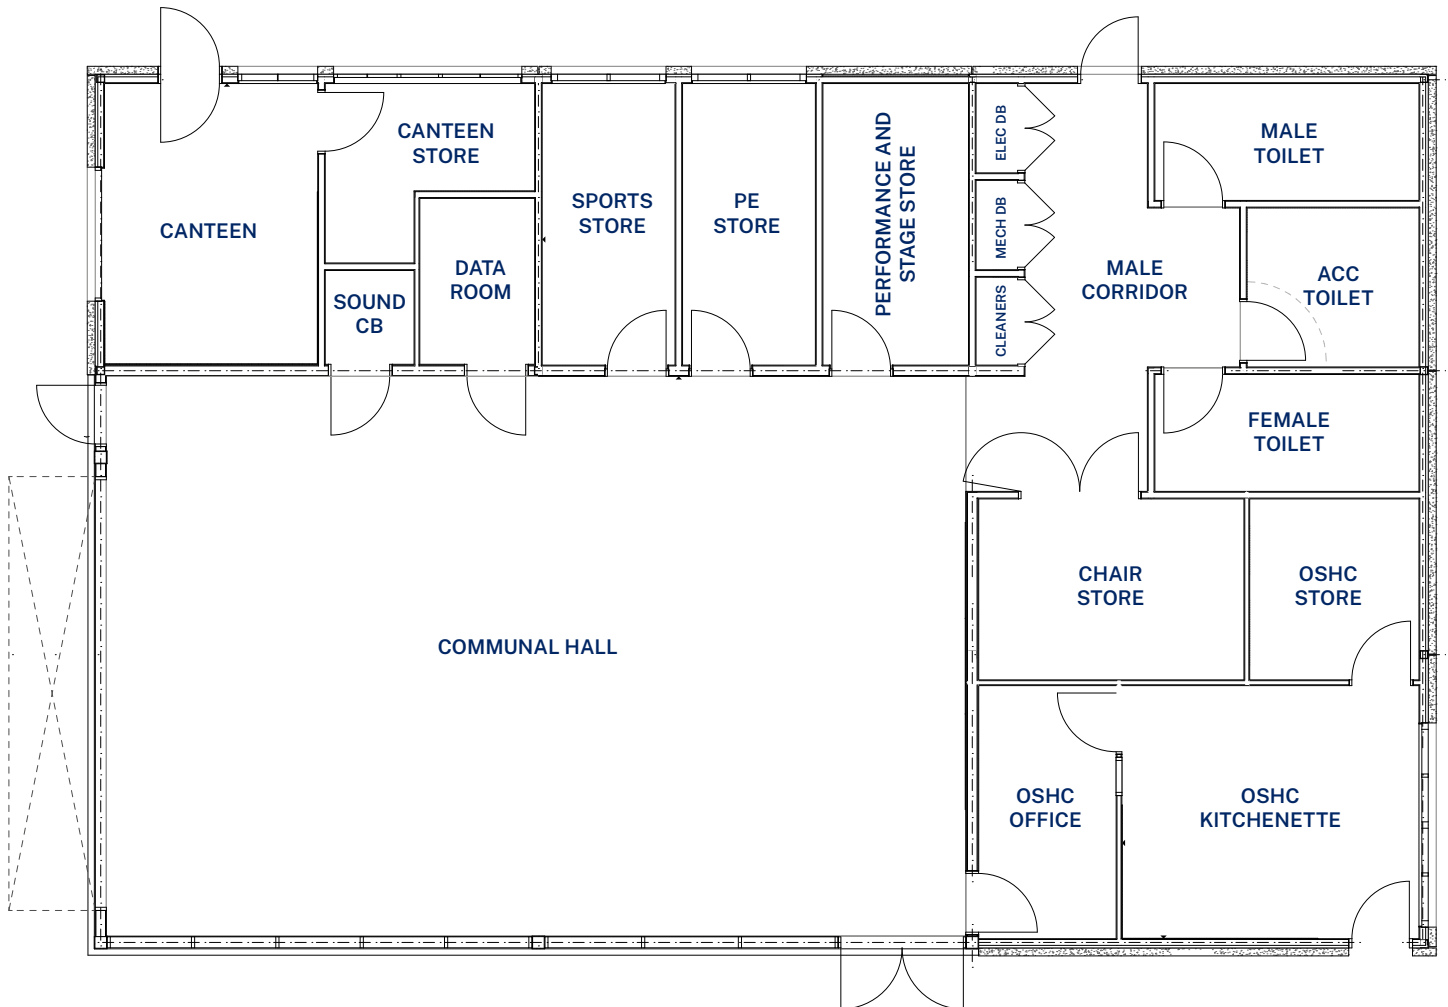 CANTEEN
CANTEEN
STORE
SOUND
CB
DATA
ROOM
SPORTS
STORE
PE
STORE
PERFORMANCE AND
STAGE STORE
ELEC DB
MECH DB
CLEANERS
MALE
CORRIDOR
MALE
TOILET
ACC
TOILET
FEMALE
TOILET
CHAIR
STORE
OSHC
STORE
COMMUNAL HALL
OSHC
OFFICE
OSHC
KITCHENETTE